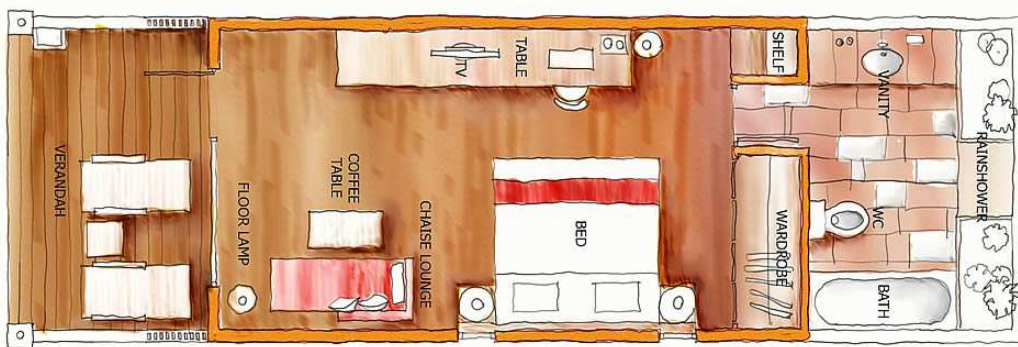 VERANDAH
FLOOR LAMP
COFFEE
TABLE
CHAISE LOUNGE
TV
TABLE
BED
SHELF
WARDROBE
VANITY
WC
BATH
RAINSHOWER